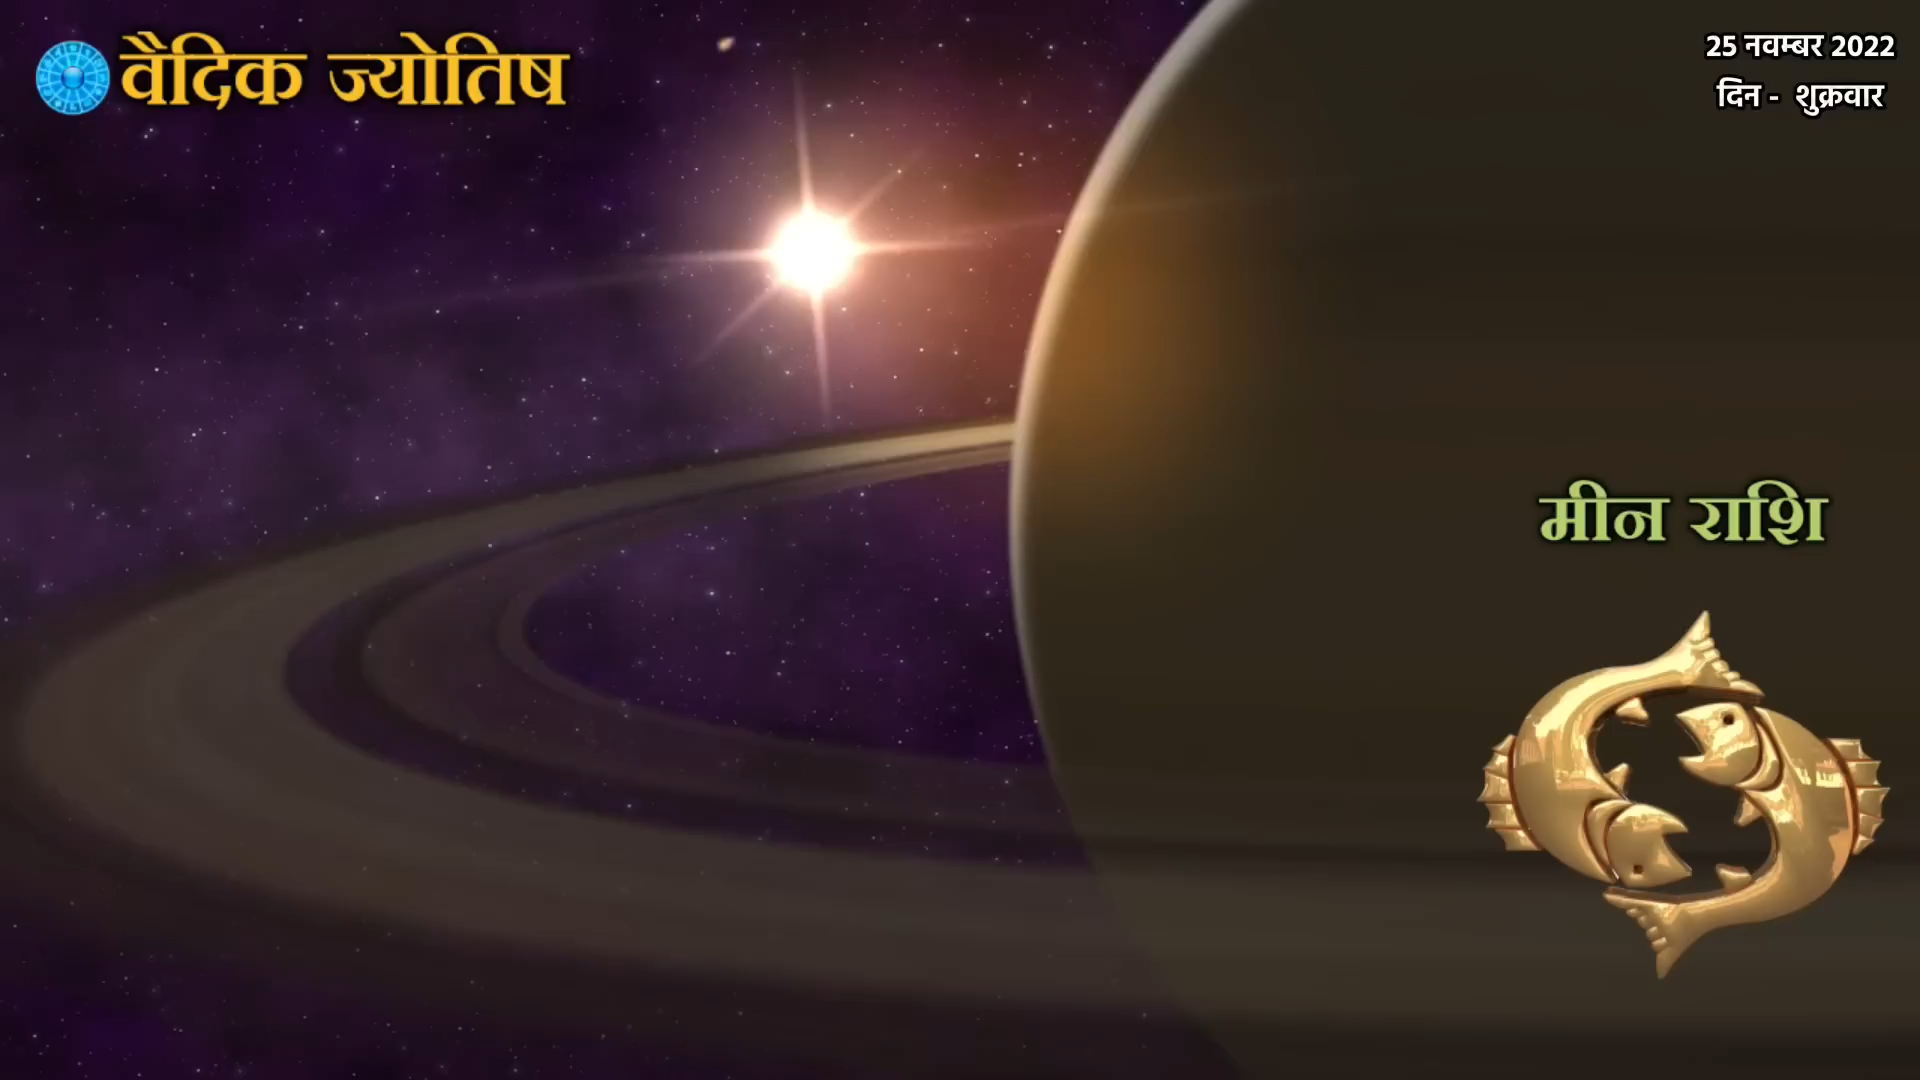 वैदिक ज्योतिष
25 नवम्बर 2022
दिन - शुक्रवार
मीन राशि